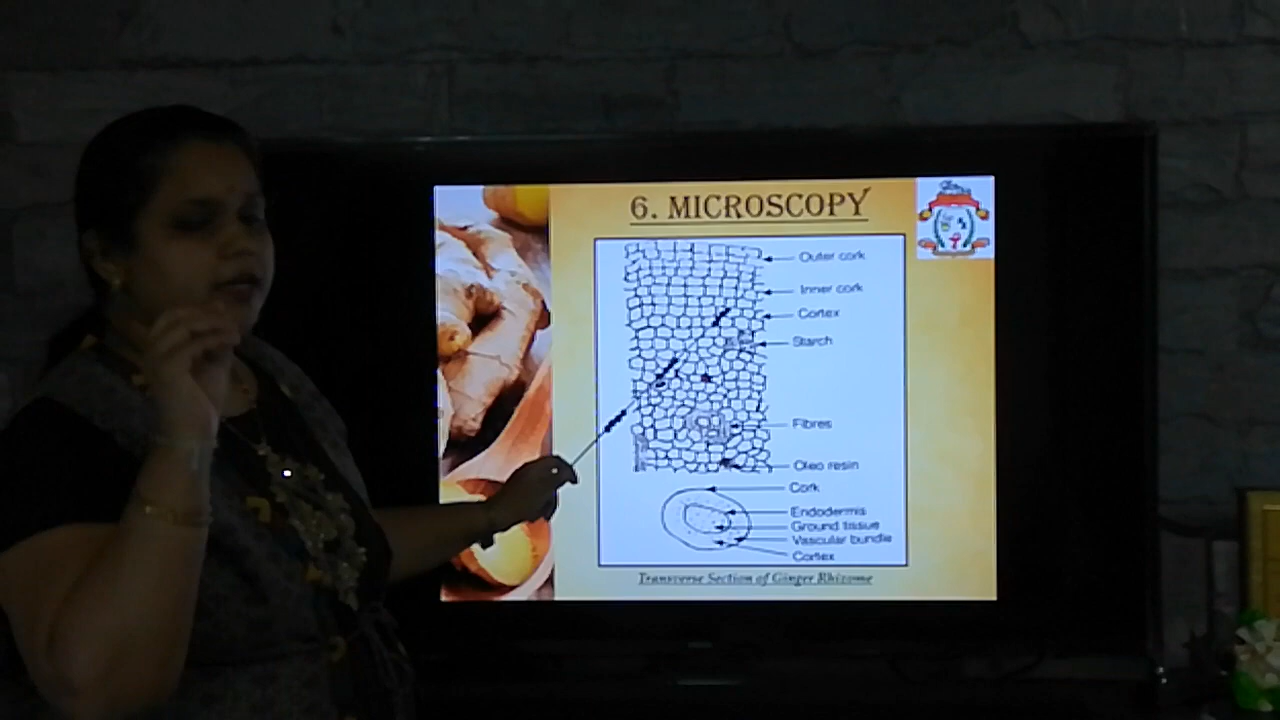 6. MICROSCOPY
Outer cork
Inner cork
Cortex
Starch
Fibres
Oleo resin
Cork
Endodermis
Ground tissue
Vascular bundle
Cortex
Transverse Section of Ginger Rhizome